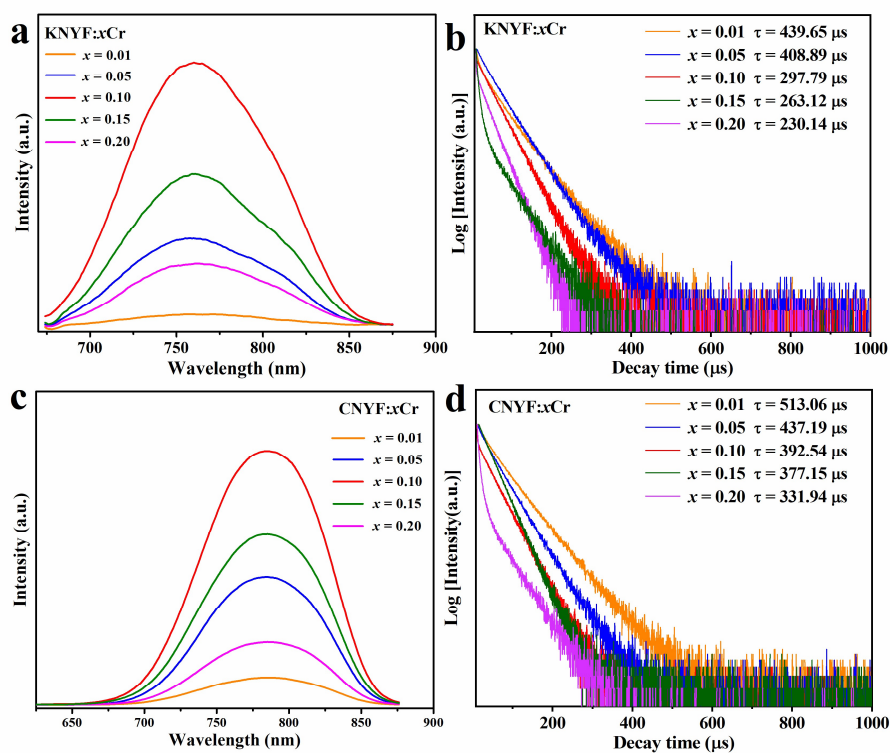 a
KNYF:xCr
x = 0.01
x – 0.05
x = 0.10
x = 0.15
x = 0.20
Intensity (a.u.)
700 750 800 850 900
Wavelength (nm)
b
KNYF:xCr
x = 0.01 τ = 439.65 μs
x = 0.05 τ = 408.89 μs
x = 0.10 τ = 297.79 μs
x = 0.15 τ = 263.12 μs
x = 0.20 τ = 230.14 μs
Log [Intensity (a.u.)]
200 400 600 800 1000
Decay time (μs)
c
CNYF:xCr
x = 0.01
x = 0.05
x = 0.10
x = 0.15
x = 0.20
Intensity (a.u.)
650 700 750 800 850 900
Wavelength (nm)
d
CNYF:xCr
x = 0.01 τ = 513.06 μs
x = 0.05 τ = 437.19 μs
x = 0.10 τ = 392.54 μs
x = 0.15 τ = 377.15 μs
x = 0.20 τ = 331.94 μs
Log [Intensity(a.u.)]
200 400 600 800 1000
Decay time (μs)